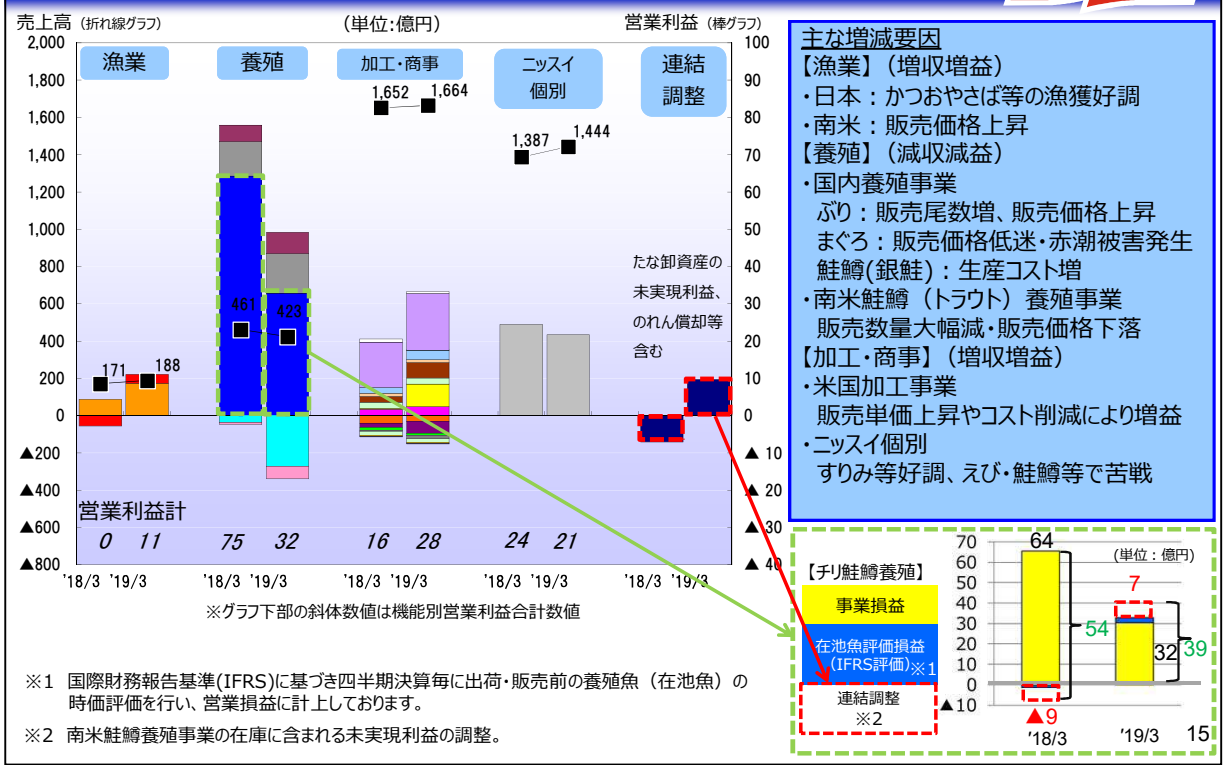 売上高 (折れ線グラフ)
(単位:億円)
営業利益 (棒グラフ)
2,000
1,800
1,600
1,400
1,200
1,000
800
600
400
200
0
▲200
▲400
▲600
▲800
漁業
養殖
加工・商事
ニッスイ
個別
連結
調整
171
188
461
423
1,652
1,664
1,387
1,444
たな卸資産の
未実現利益、
のれん償却等
含む
100
90
80
70
60
50
40
30
20
10
0
▲ 10
▲ 20
▲ 30
▲ 40
営業利益計
0 11 75 32 16 28 24 21
'18/3 '19/3 '18/3 '19/3 '18/3 '19/3 '18/3 '19/3 '18/3 '19/3
※グラフ下部の斜体数値は機能別営業利益合計数値
※1 国際財務報告基準(IFRS)に基づき四半期決算毎に出荷・販売前の養殖魚（在池魚）の
時価評価を行い、営業損益に計上しております。
※2 南米鮭鱒養殖事業の在庫に含まれる未実現利益の調整。
主な増減要因
【漁業】（増収増益）
・日本：かつおやさば等の漁獲好調
・南米：販売価格上昇
【養殖】（減収減益）
・国内養殖事業
ぶり：販売尾数増、販売価格上昇
まぐろ：販売価格低迷・赤潮被害発生
鮭鱒(銀鮭)：生産コスト増
・南米鮭鱒（トラウト）養殖事業
販売数量大幅減・販売価格下落
【加工・商事】（増収増益）
・米国加工事業
販売単価上昇やコスト削減により増益
・ニッスイ個別
すりみ等好調、えび・鮭鱒等で苦戦
【チリ鮭鱒養殖】
事業損益
在池魚評価損益
(IFRS評価)※1
連結調整
※2
(単位：億円)
70
60
50
40
30
20
10
0
▲10
64
54
▲9
7
32
39
'18/3
'19/3
15